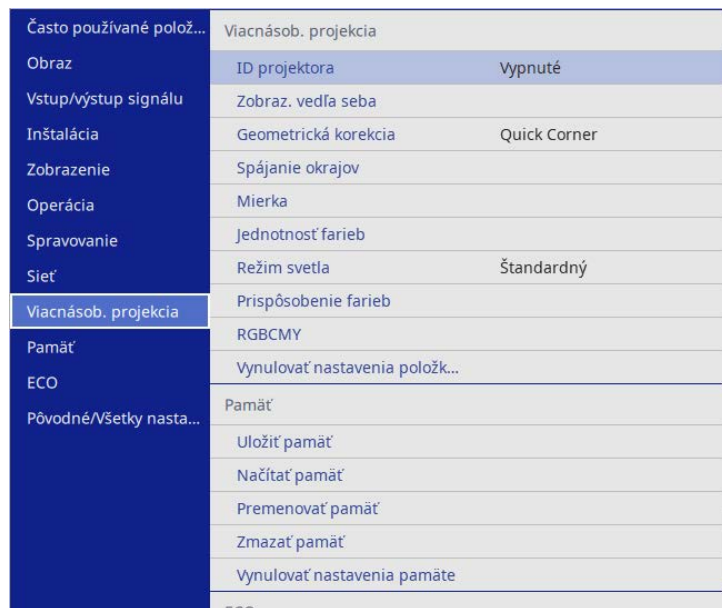 Často používané polož...
Obraz
Vstup/výstup signálu
Inštalácia
Zobrazenie
Operácia
Spravovanie
Sieť
Viacnásob. projekcia
Pamäť
ECO
Pôvodné/Všetky nasta...
Viacnásob. projekcia
ID projektora Vypnuté
Zobraz. vedľa seba
Geometrická korekcia Quick Corner
Spájanie okrajov
Mierka
Jednotnosť farieb
Režim svetla Štandardný
Prispôsobenie farieb
RGBCMY
Vynulovať nastavenia položk...
Pamäť
Uložiť pamäť
Načítať pamäť
Premenovať pamäť
Zmazať pamäť
Vynulovať nastavenia pamäte